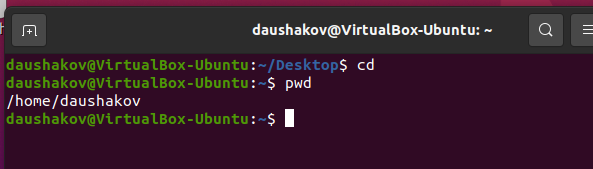 daushakov@VirtualBox-Ubuntu: ~
daushakov@VirtualBox-Ubuntu:~/Desktop$ cd
daushakov@VirtualBox-Ubuntu:~$ pwd
/home/daushakov
daushakov@VirtualBox-Ubuntu:~$